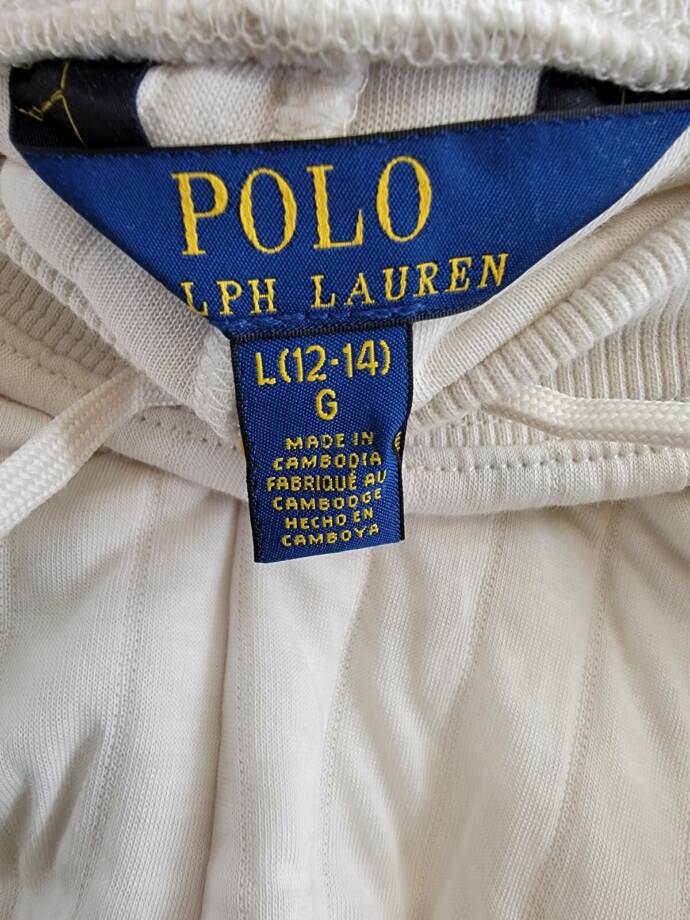 POLO
LPH LAUREN
L(12-14)
G
MADE IN
CAMBODIA
FABRIQUÉ AU
CAMBODGE
HECHO EN
CAMBOYA